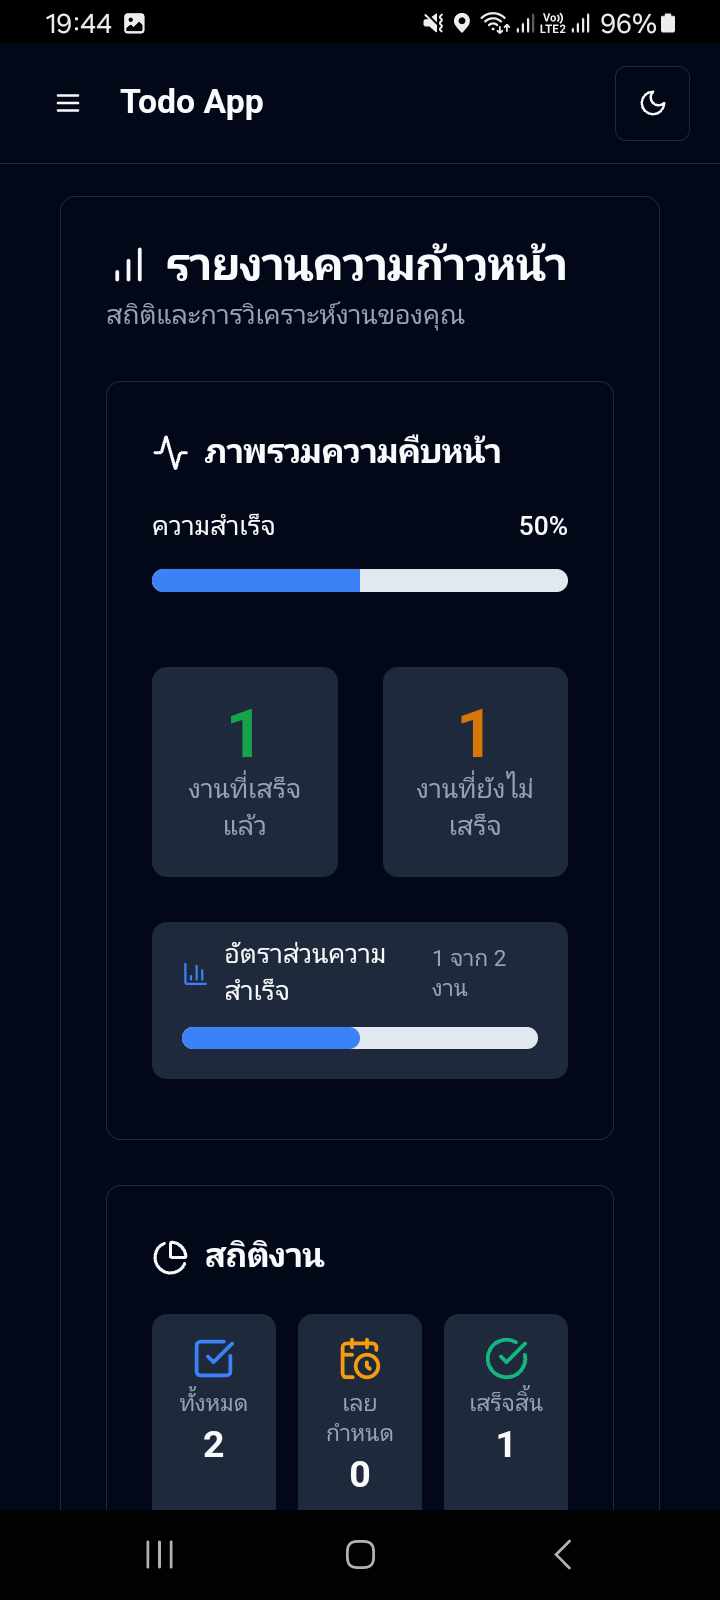 19:44
Vo)) LTE2 96%
Todo App
รายงานความก้าวหน้า
สถิติและการวิเคราะห์งานของคุณ
ภาพรวมความคืบหน้า
ความสำเร็จ 50%
1
งานที่เสร็จ
แล้ว
1
งานที่ยังไม่
เสร็จ
อัตราส่วนความ
สำเร็จ
1 จาก 2
งาน
สถิติงาน
ทั้งหมด
2
เลย
กำหนด
0
เสร็จสิ้น
1